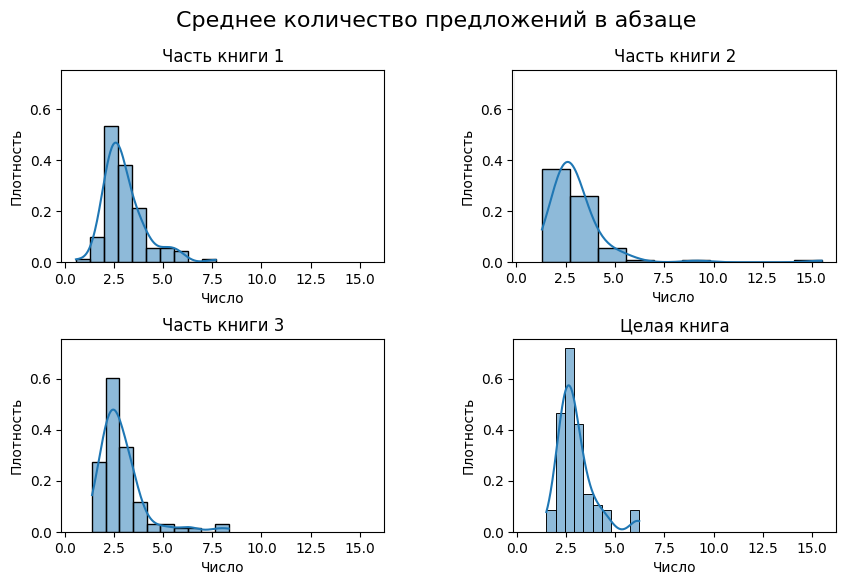 Среднее количество предложений в абзаце
Часть книги 1
Плотность
0.6
0.4
0.2
0.0
0.0 2.5 5.0 7.5 10.0 12.5 15.0
Число
Часть книги 2
Плотность
0.6
0.4
0.2
0.0
0.0 2.5 5.0 7.5 10.0 12.5 15.0
Число
Часть книги 3
Плотность
0.6
0.4
0.2
0.0
0.0 2.5 5.0 7.5 10.0 12.5 15.0
Число
Целая книга
Плотность
0.6
0.4
0.2
0.0
0.0 2.5 5.0 7.5 10.0 12.5 15.0
Число